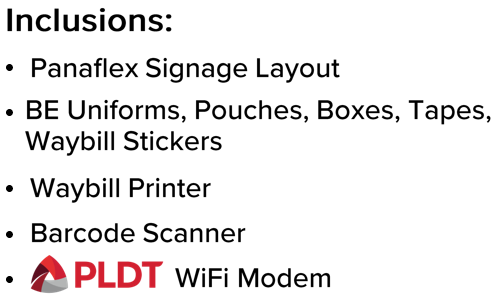 Inclusions:
• Panaflex Signage Layout
• BE Uniforms, Pouches, Boxes, Tapes,
Waybill Stickers
• Waybill Printer
• Barcode Scanner
• PLDT WiFi Modem